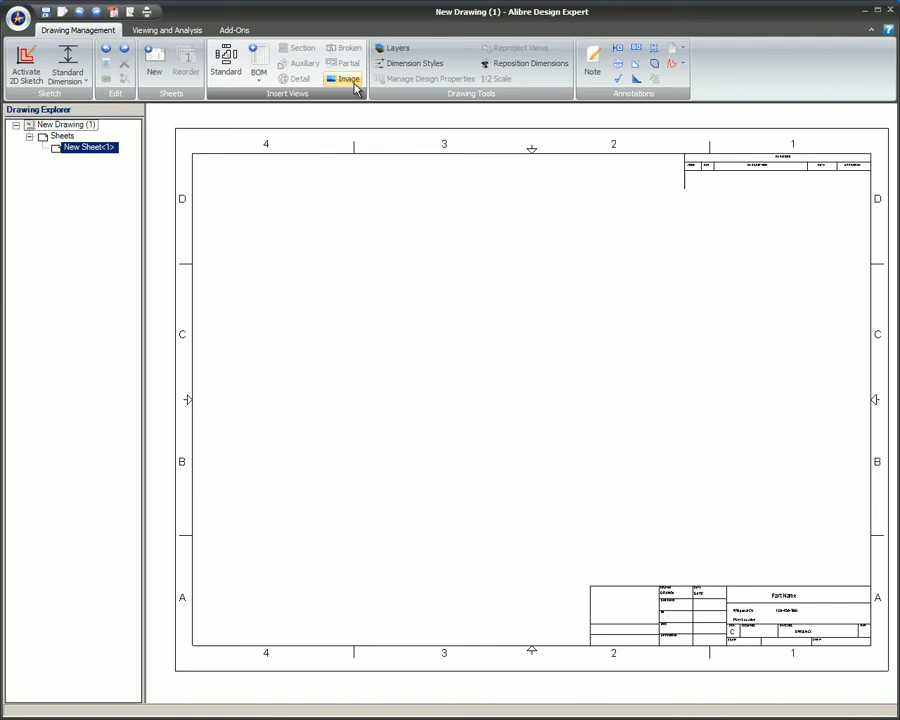 New Drawing (1) - Alibre Design Expert
Drawing Management
Viewing and Analysis
Add-Ons
Activate
2D Sketch
Standard
Dimension
Sketch
Edit
New
Reorder
Sheets
Standard
BOM
Section
Auxiliary
Detail
Broken
Partial
Image
Insert Views
Layers
Dimension Styles
Manage Design Properties
Reproject Views
Reposition Dimensions
1:2 Scale
Drawing Tools
Note
Annotations
Drawing Explorer
New Drawing (1)
Sheets
New Sheet<1>
4 3 2 1
D D
C C
B B
A A
Part Name
C
4 3 2 1